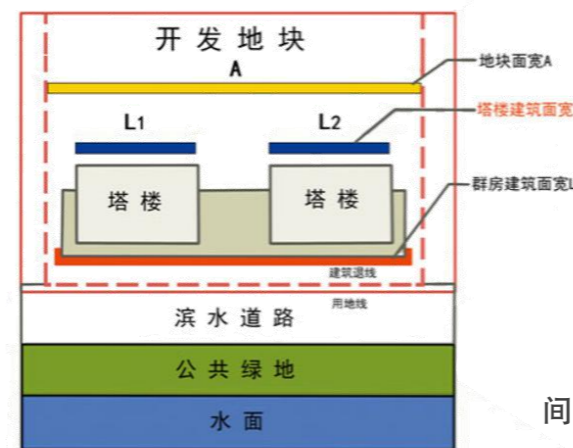 开发地块
A
地块面宽A
L1
L2
塔楼建筑面宽
塔楼
塔楼
群房建筑面宽L
建筑退线
用地线
滨水道路
公共绿地
水面
间